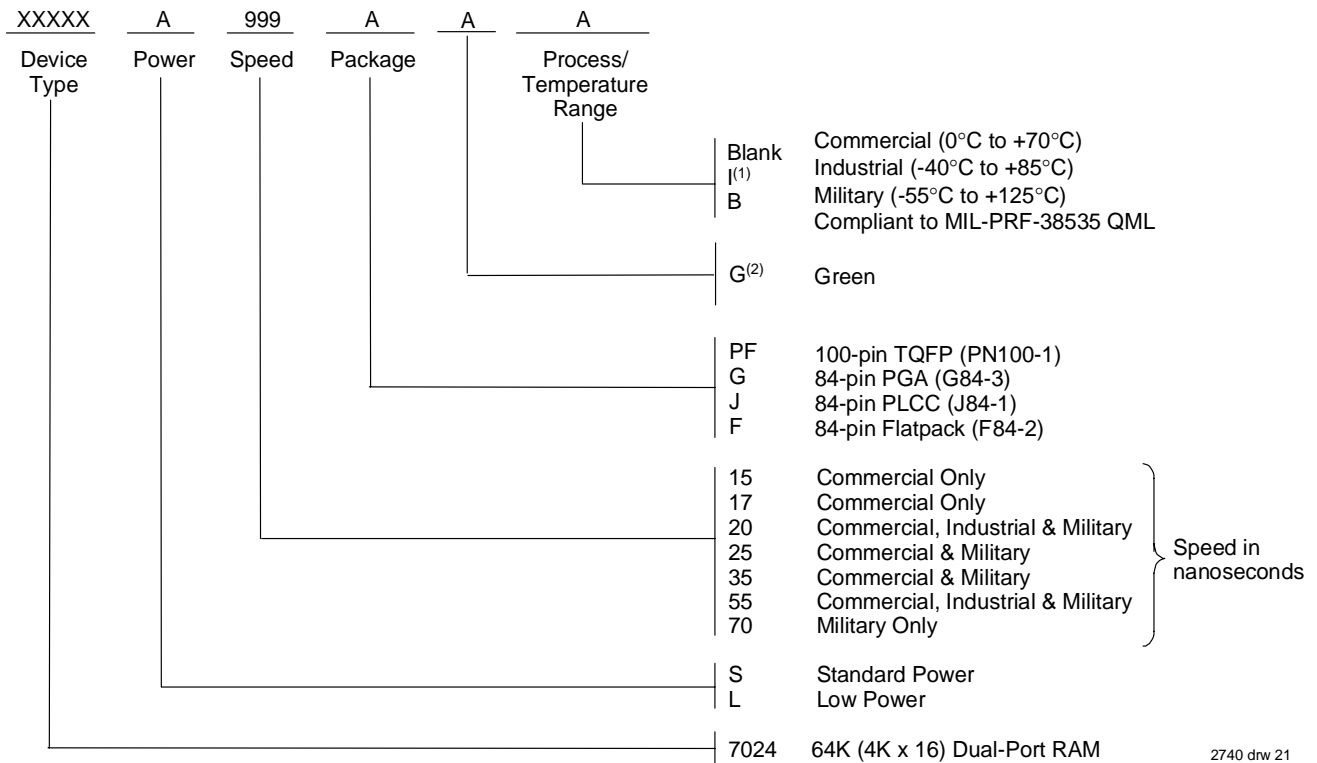 XXXXX A 999 A A A
Device Type Power Speed Package Process/ Temperature Range
Blank Commercial (0°C to +70°C)
I(1) Industrial (-40°C to +85°C)
B Military (-55°C to +125°C)
Compliant to MIL-PRF-38535 QML
G(2) Green
PF 100-pin TQFP (PN100-1)
G 84-pin PGA (G84-3)
J 84-pin PLCC (J84-1)
F 84-pin Flatpack (F84-2)
15 Commercial Only
17 Commercial Only
20 Commercial, Industrial & Military
25 Commercial & Military
35 Commercial & Military
55 Commercial, Industrial & Military
70 Military Only
Speed in
nanoseconds
S Standard Power
L Low Power
7024 64K (4K x 16) Dual-Port RAM
2740 drw 21